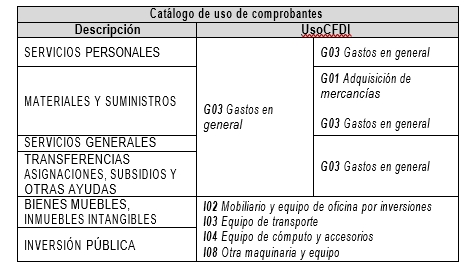 Catálogo de uso de comprobantes
Descripción
UsoCFDI
SERVICIOS PERSONALES
G03 Gastos en general
MATERIALES Y SUMINISTROS
G03 Gastos en
general
G01 Adquisición de
mercancías
G03 Gastos en general
SERVICIOS GENERALES
TRANSFERENCIAS
ASIGNACIONES, SUBSIDIOS Y
OTRAS AYUDAS
G03 Gastos en general
BIENES MUEBLES,
INMUEBLES INTANGIBLES
INVERSIÓN PÚBLICA
I02 Mobiliario y equipo de oficina por inversiones
I03 Equipo de transporte
I04 Equipo de cómputo y accesorios
I08 Otra maquinaria y equipo